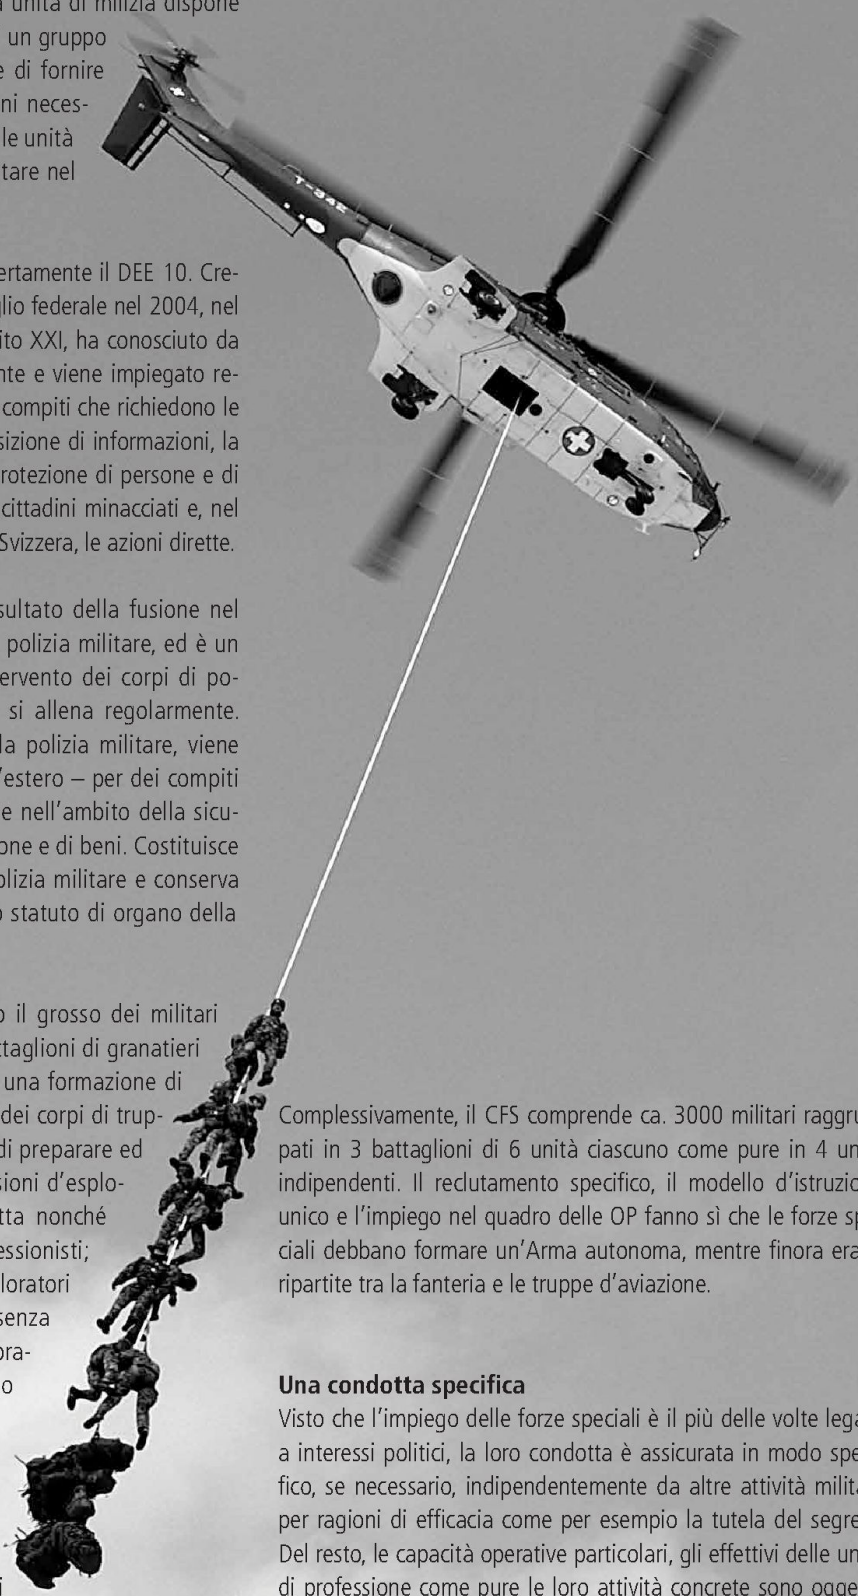 unità di milizia dispone
un gruppo
e di fornire
ni neces-
le unità
tare nel
ertamente il DEE 10. Cre-
glio federale nel 2004, nel
ito XXI, ha conosciuto da
nte e viene impiegato re-
compiti che richiedono le
sizione di informazioni, la
rotezione di persone e di
cittadini minacciati e, nel
Svizzera, le azioni dirette.
sultato della fusione nel
polizia militare, ed è un
ervento dei corpi di po-
si allena regolarmente.
la polizia militare, viene
'estero – per dei compiti
e nell'ambito della sicu-
one e di beni. Costituisce
olizia militare e conserva
o statuto di organo della
o il grosso dei militari
ttaglioni di granatieri
una formazione di
dei corpi di trup-
di preparare ed
sioni d'esplo-
tta nonché
essionisti;
loratori
senza
ora-
o
i
T-342
Complessivamente, il CFS comprende ca. 3000 militari raggru
pati in 3 battaglioni di 6 unità ciascuno come pure in 4 un
indipendenti. Il reclutamento specifico, il modello d'istruzio
unico e l'impiego nel quadro delle OP fanno sì che le forze sp
ciali debbano formare un'Arma autonoma, mentre finora era
ripartite tra la fanteria e le truppe d'aviazione.
Una condotta specifica
Visto che l'impiego delle forze speciali è il più delle volte lega
a interessi politici, la loro condotta è assicurata in modo spe
fico, se necessario, indipendentemente da altre attività milita
per ragioni di efficacia come per esempio la tutela del segre
Del resto, le capacità operative particolari, gli effettivi delle un
di professione come pure le loro attività concrete sono ogge